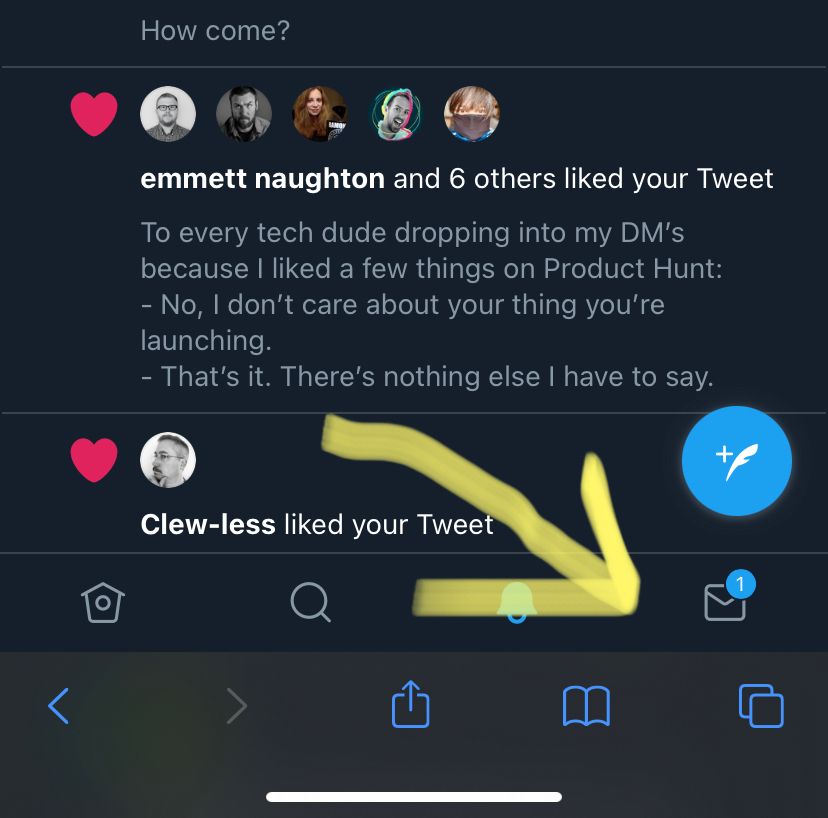 How come?
emmett naughton and 6 others liked your Tweet
To every tech dude dropping into my DM’s
because I liked a few things on Product Hunt:
- No, I don’t care about your thing you’re
launching.
- That’s it. There’s nothing else I have to say.
Clew-less liked your Tweet
1